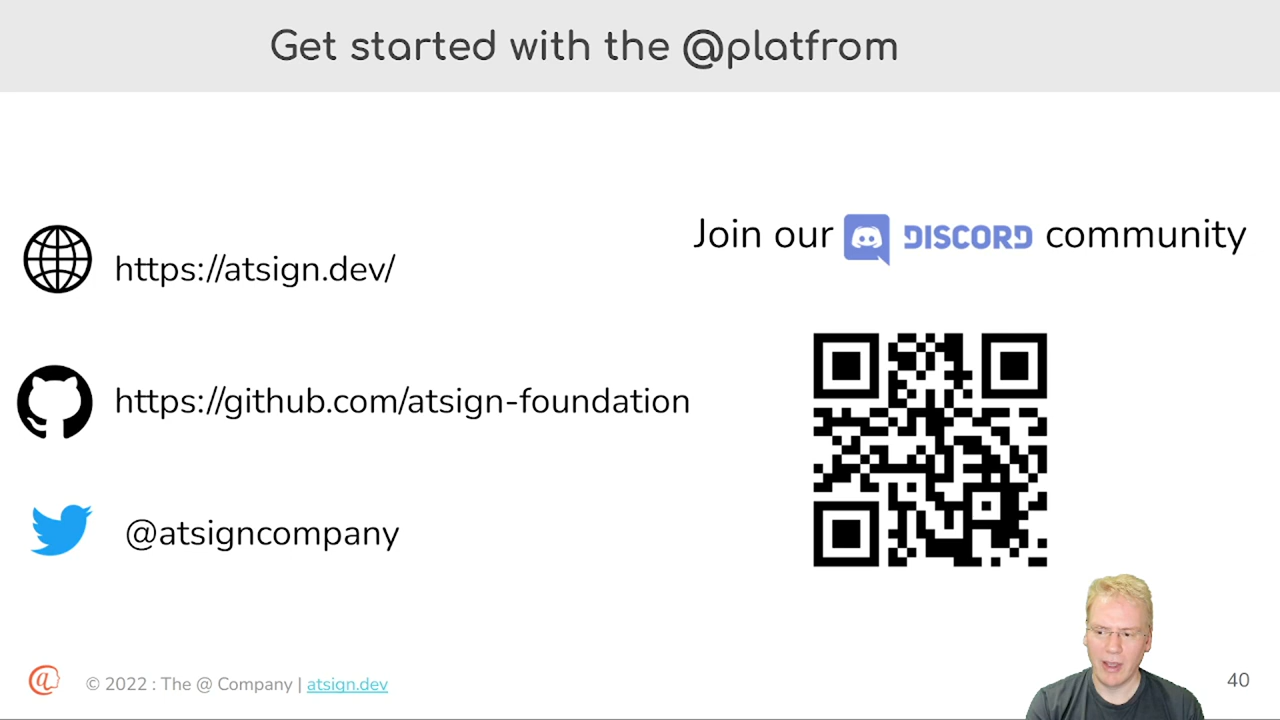 Get started with the @platfrom
https://atsign.dev/
https://github.com/atsign-foundation
@atsigncompany
Join our DISCORD community
© 2022 : The @ Company | atsign.dev
40